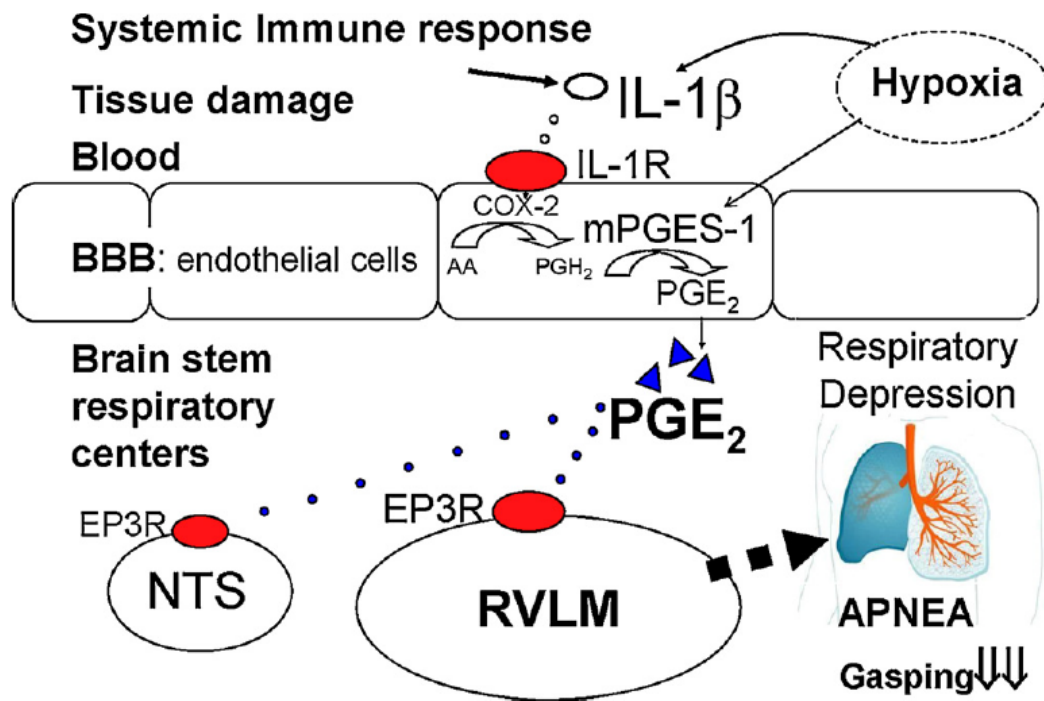 Systemic Immune response
Tissue damage
IL-1β
Hypoxia
Blood
IL-1R
COX-2
mPGES-1
BBB: endothelial cells
AA
PGH₂
PGE₂
Brain stem
respiratory
centers
PGE₂
Respiratory
Depression
EP3R
NTS
EP3R
RVLM
APNEA
Gasping⇓⇓